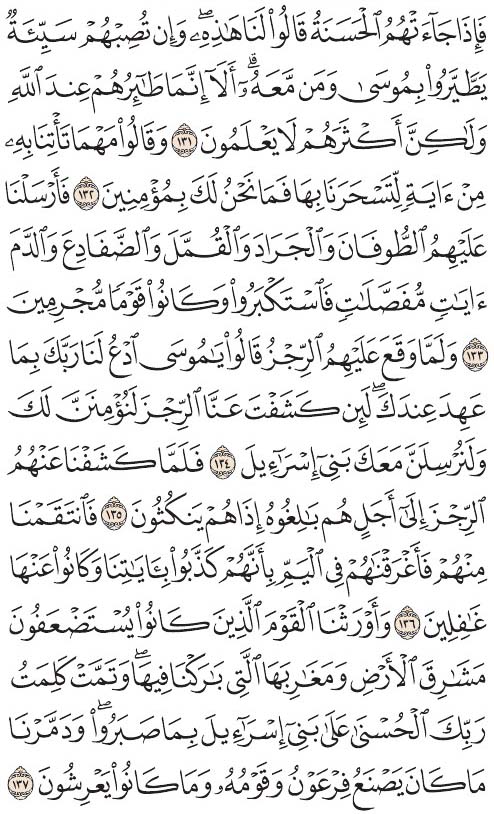 فَإِذَا جَآءَتْهُمُ ٱلْحَسَنَةُ قَالُوا۟ لَنَا هَـٰذِهِۦۖ وَإِن تُصِبْهُمْ سَيِّئَةٌۭ
يَطَّيَّرُوا۟ بِمُوسَىٰ وَمَن مَّعَهُۥٓۗ أَلَآ إِنَّمَا طَـٰٓئِرُهُمْ عِندَ ٱللَّهِ
وَلَـٰكِنَّ أَكْثَرَهُمْ لَا يَعْلَمُونَ ١٣١ وَقَالُوا۟ مَهْمَا تَأْتِنَا بِهِۦ
مِنْ ءَايَةٍۢ لِّتَسْحَرَنَا بِهَا فَمَا نَحْنُ لَكَ بِمُؤْمِنِينَ ١٣٢ فَأَرْسَلْنَا
عَلَيْهِمُ ٱلطُّوفَانَ وَٱلْجَرَادَ وَٱلْقُمَّلَ وَٱلضَّفَادِعَ وَٱلدَّمَ
ءَايَـٰتٍۢ مُّفَصَّلَـٰتٍۢ فَٱسْتَكْبَرُوا۟ وَكَانُوا۟ قَوْمًۭا مُّجْرِمِينَ
١٣٣ وَلَمَّا وَقَعَ عَلَيْهِمُ ٱلرِّجْزُ قَالُوا۟ يَـٰمُوسَى ٱدْعُ لَنَا رَبَّكَ بِمَا
عَهِدَ عِندَكَۖ لَئِن كَشَفْتَ عَنَّا ٱلرِّجْزَ لَنُؤْمِنَنَّ لَكَ
وَلَنُرْسِلَنَّ مَعَكَ بَنِىٓ إِسْرَٰٓءِيلَ ١٣٤ فَلَمَّا كَشَفْنَا عَنْهُمُ
ٱلرِّجْزَ إِلَىٰٓ أَجَلٍ هُم بَـٰلِغُوهُ إِذَا هُمْ يَنكُثُونَ ١٣٥ فَٱنتَقَمْنَا
مِنْهُمْ فَأَغْرَقْنَـٰهُمْ فِى ٱلْيَمِّ بِأَنَّهُمْ كَذَّبُوا۟ بِـَٔايَـٰتِنَا وَكَانُوا۟ عَنْهَا
غَـٰفِلِينَ ١٣٦ وَأَوْرَثْنَا ٱلْقَوْمَ ٱلَّذِينَ كَانُوا۟ يُسْتَضْعَفُونَ
مَشَـٰرِقَ ٱلْأَرْضِ وَمَغَـٰرِبَهَا ٱلَّتِى بَـٰرَكْنَا فِيهَاۖ وَتَمَّتْ كَلِمَتُ
رَبِّكَ ٱلْحُسْنَىٰ عَلَىٰ بَنِىٓ إِسْرَٰٓءِيلَ بِمَا صَبَرُوا۟ۖ وَدَمَّرْنَا
مَا كَانَ يَصْنَعُ فِرْعَوْنُ وَقَوْمُهُۥ وَمَا كَانُوا۟ يَعْرِشُونَ ١٣٧